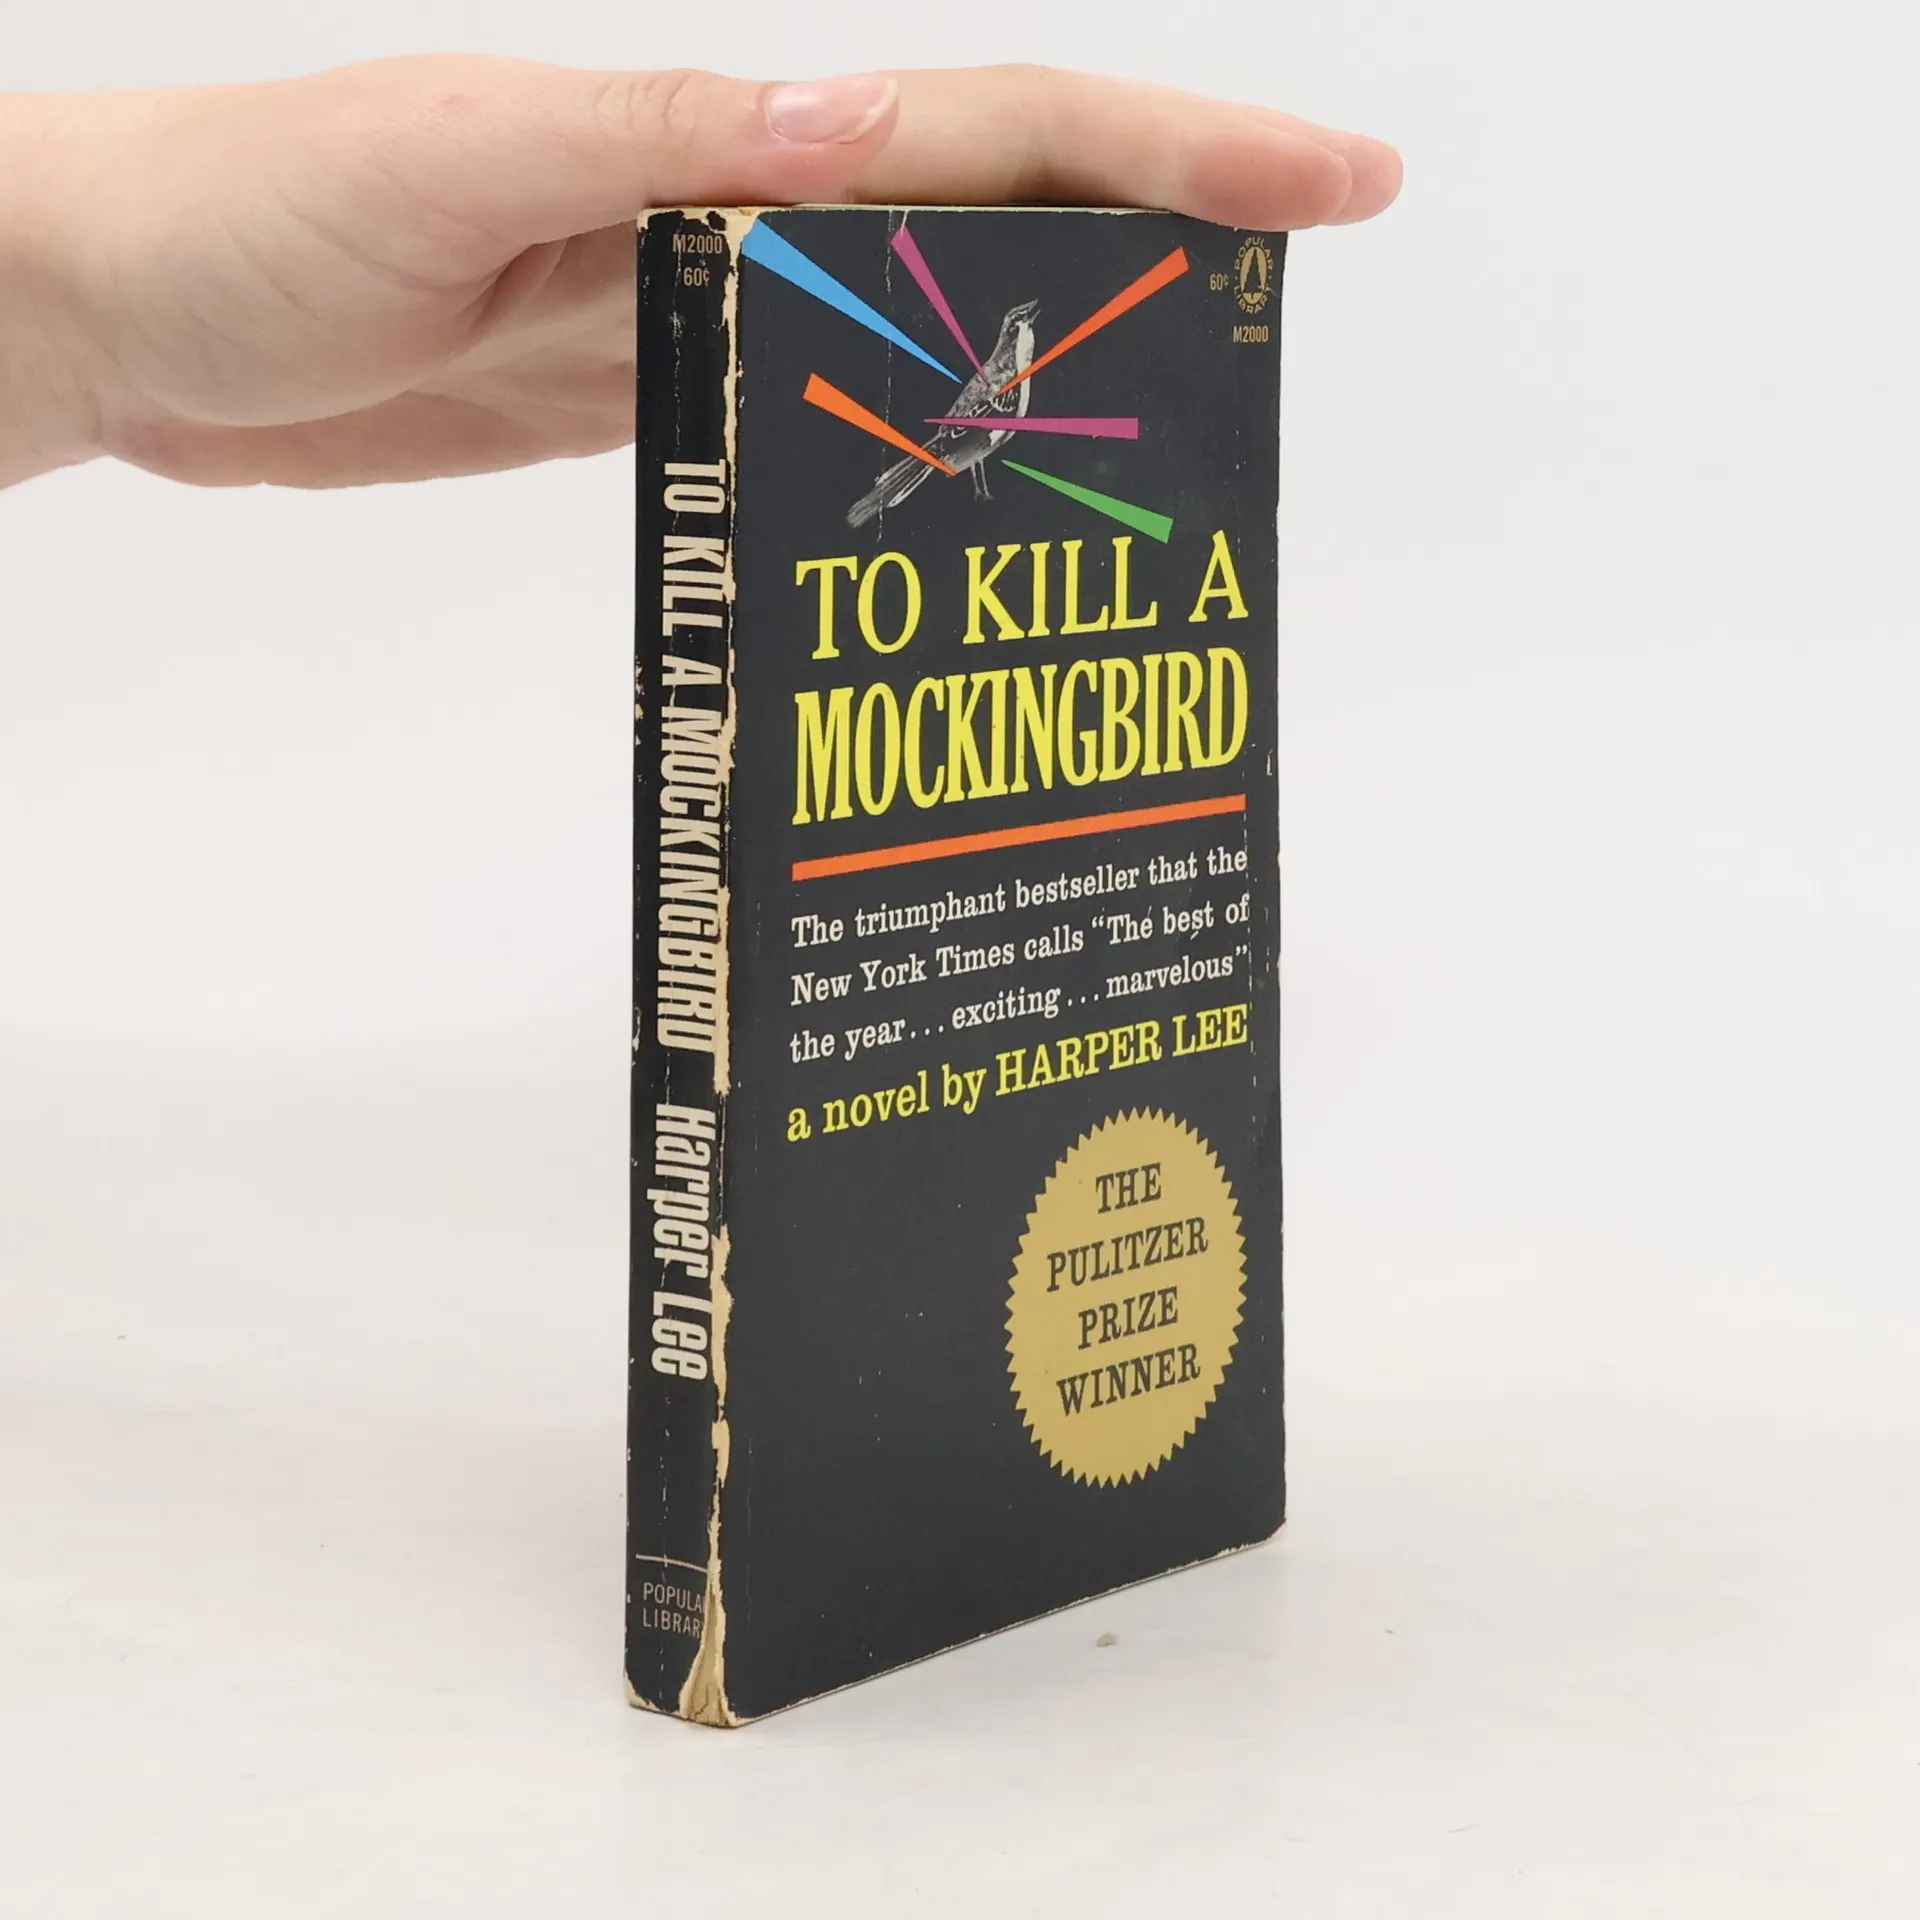 M2000
60¢
TO KILL A MOCKINGBIRD Harper Lee
POPULAR
LIBRARY
60¢
POPULAR LIBRARY
M2000
TO KILL A
MOCKINGBIRD
The triumphant bestseller that the
New York Times calls “The best of
the year...exciting...marvelous”
a novel by HARPER LEE
THE
PULITZER
PRIZE
WINNER